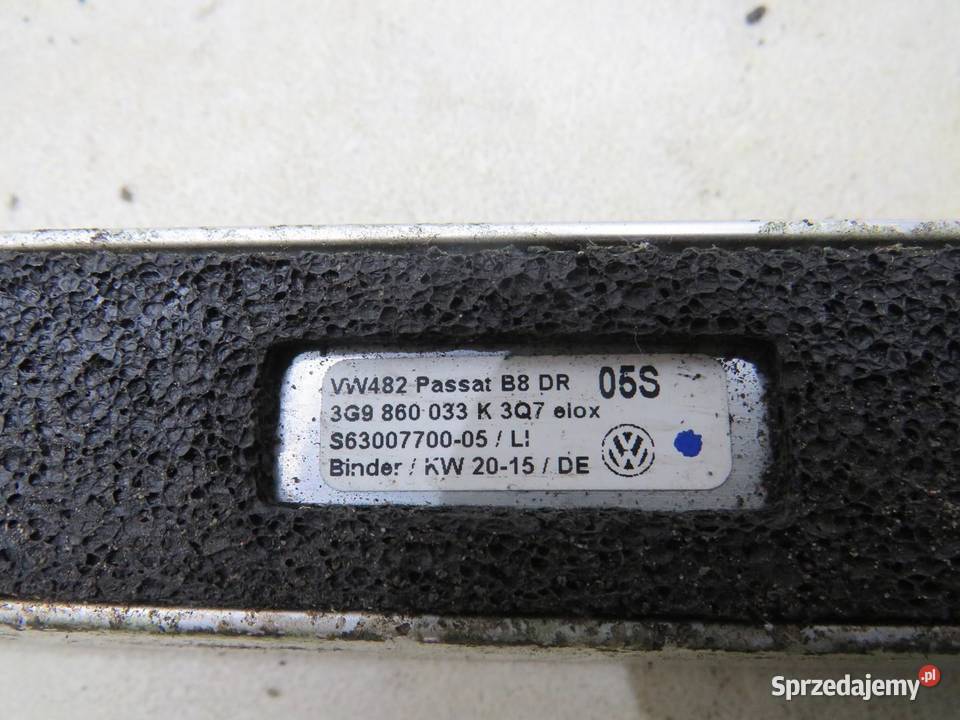 VW482 Passat B8 DR 05S
3G9 860 033 K 3Q7 elox
S63007700-05 / LI
Binder / KW 20-15 / DE
Sprzedajemy.pl